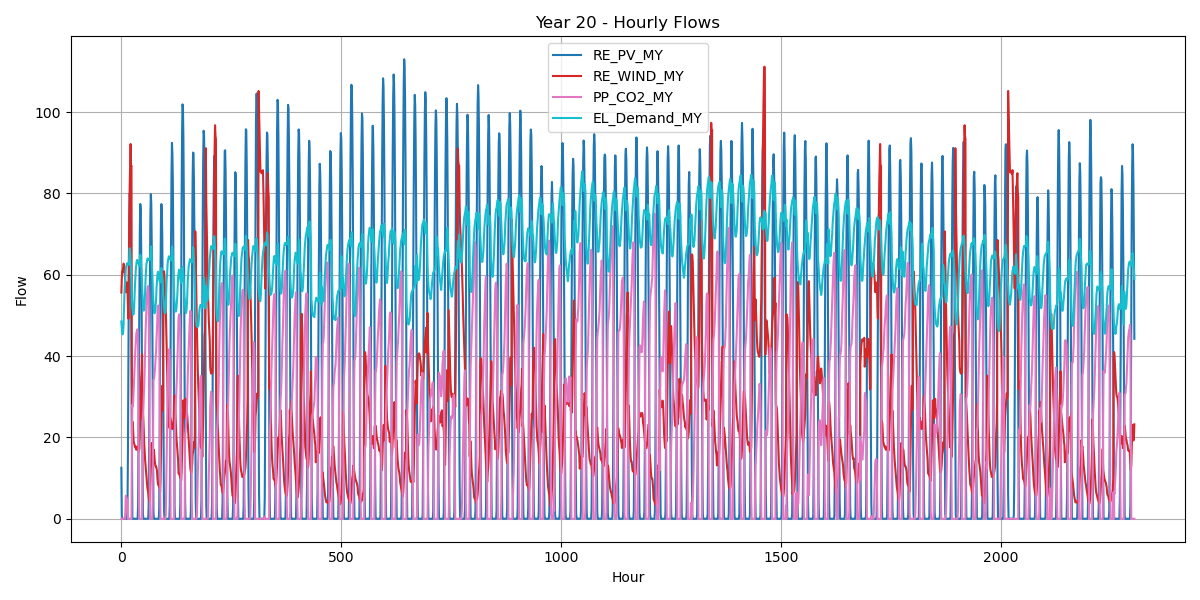 Year 20 - Hourly Flows
RE_PV_MY
RE_WIND_MY
PP_CO2_MY
EL_Demand_MY
Flow
100
80
60
40
20
0
0 500 1000 1500 2000
Hour